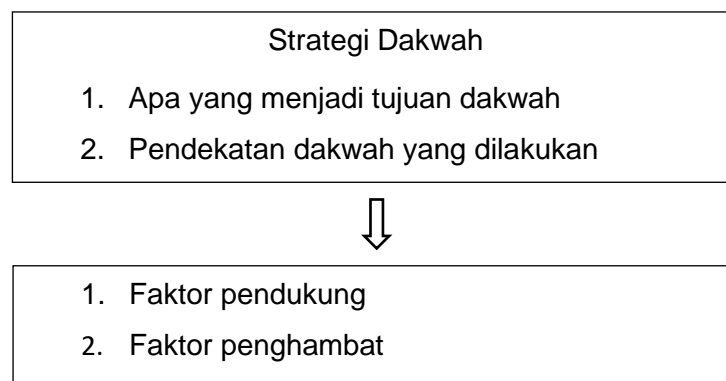 Strategi Dakwah
1. Apa yang menjadi tujuan dakwah
2. Pendekatan dakwah yang dilakukan
1. Faktor pendukung
2. Faktor penghambat